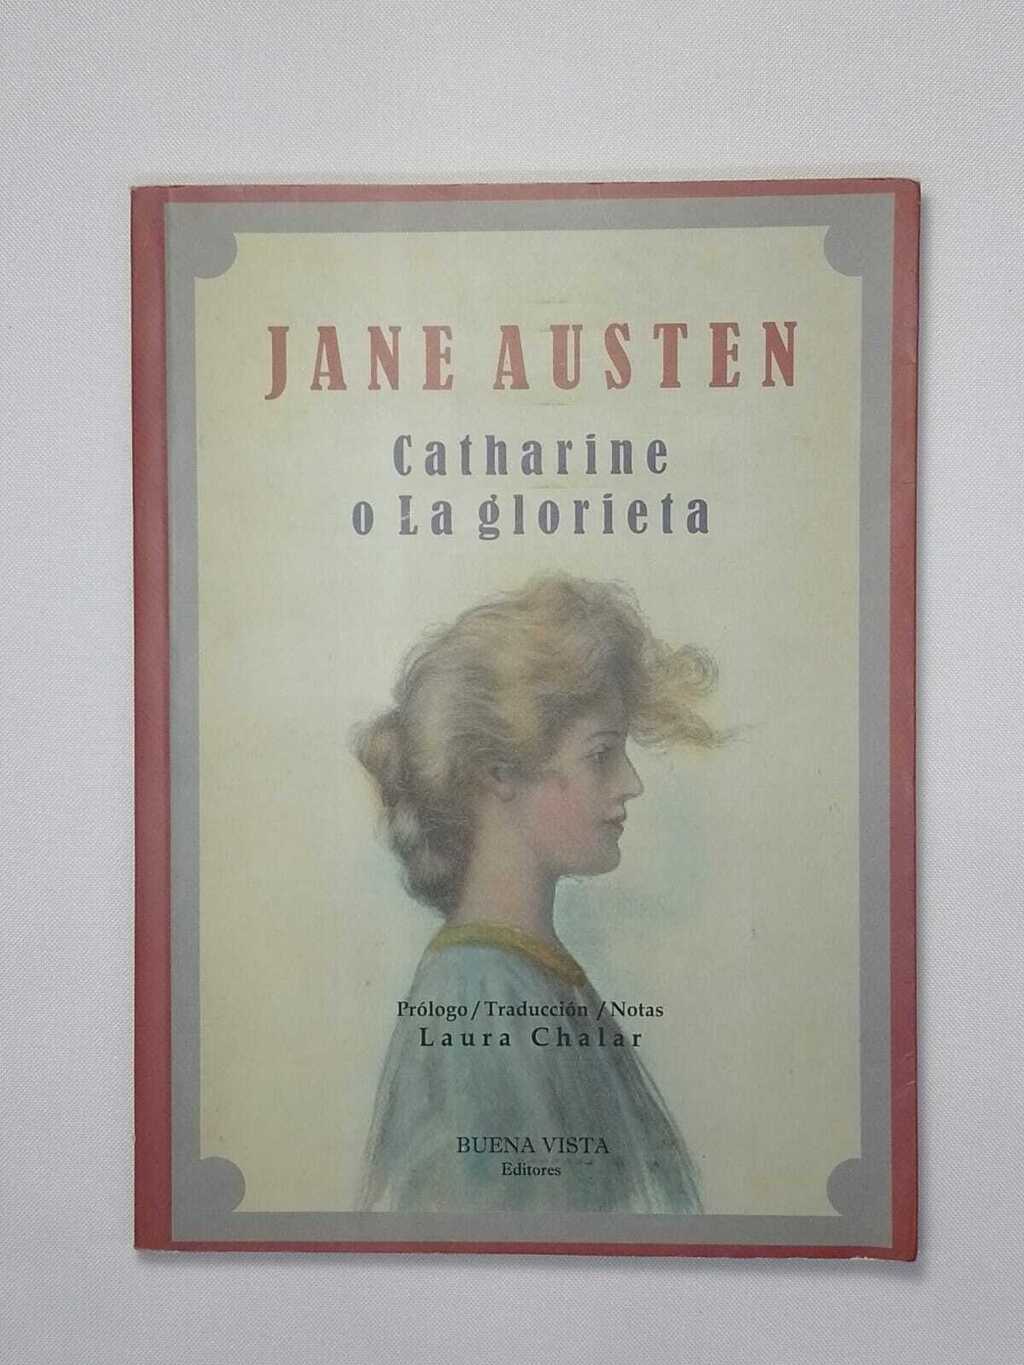 JANE AUSTEN
Catharine
o La glorieta
Prólogo / Traducción / Notas
Laura Chalar
BUENA VISTA
Editores